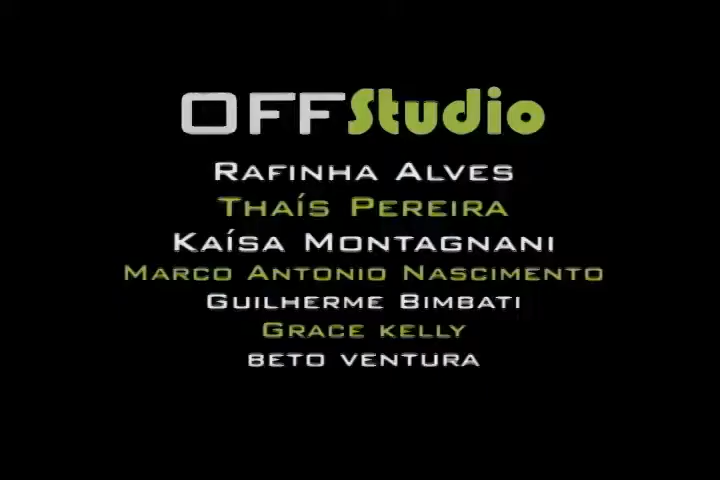 OFFStudio
Rafinha Alves
Thaís Pereira
Kaísa Montagnani
Marco Antonio Nascimento
Guilherme Bimbati
Grace kelly
beto ventura